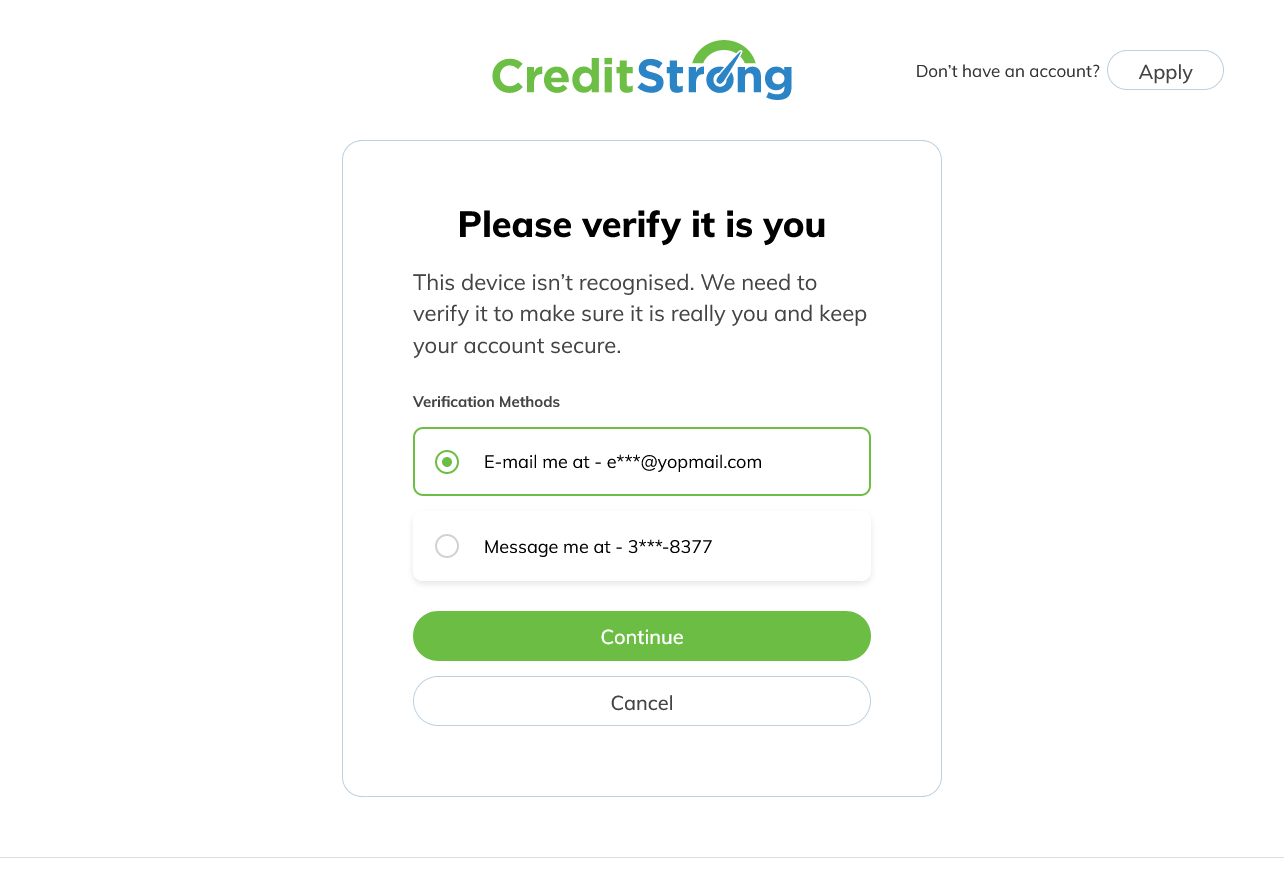 CreditStrong
Don't have an account?
Apply
Please verify it is you
This device isn’t recognised. We need to
verify it to make sure it is really you and keep
your account secure.
Verification Methods
E-mail me at - e***@yopmail.com
Message me at - 3***-8377
Continue
Cancel